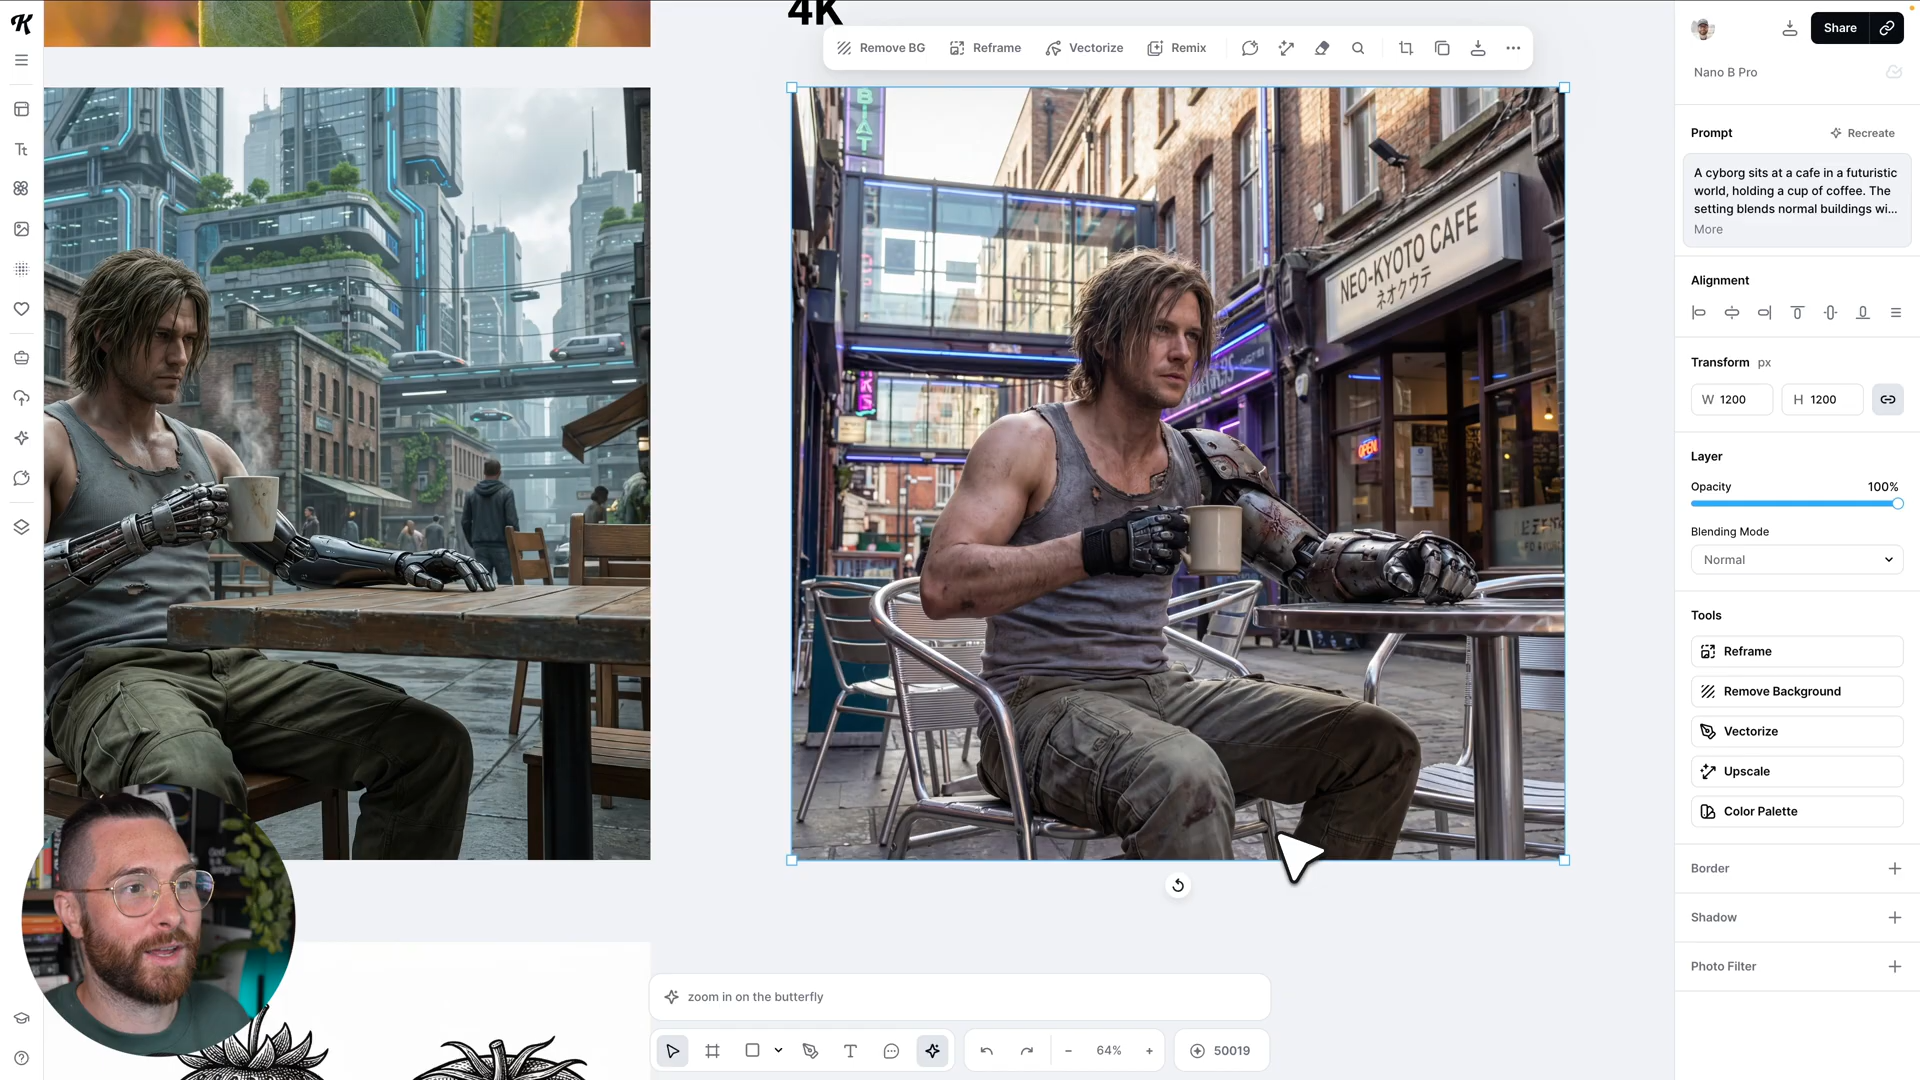 4K
Remove BG
Reframe
Vectorize
Remix
Share
Nano B Pro
Prompt
Recreate
A cyborg sits at a cafe in a futuristic
world, holding a cup of coffee. The
setting blends normal buildings wi...
More
Alignment
Transform px
W 1200
H 1200
Layer
Opacity
100%
Blending Mode
Normal
Tools
Reframe
Remove Background
Vectorize
Upscale
Color Palette
Border
Shadow
Photo Filter
Tt
NEO-KYOTO CAFE
ネオクウテ
OPEN
zoom in on the butterfly
64%
50019